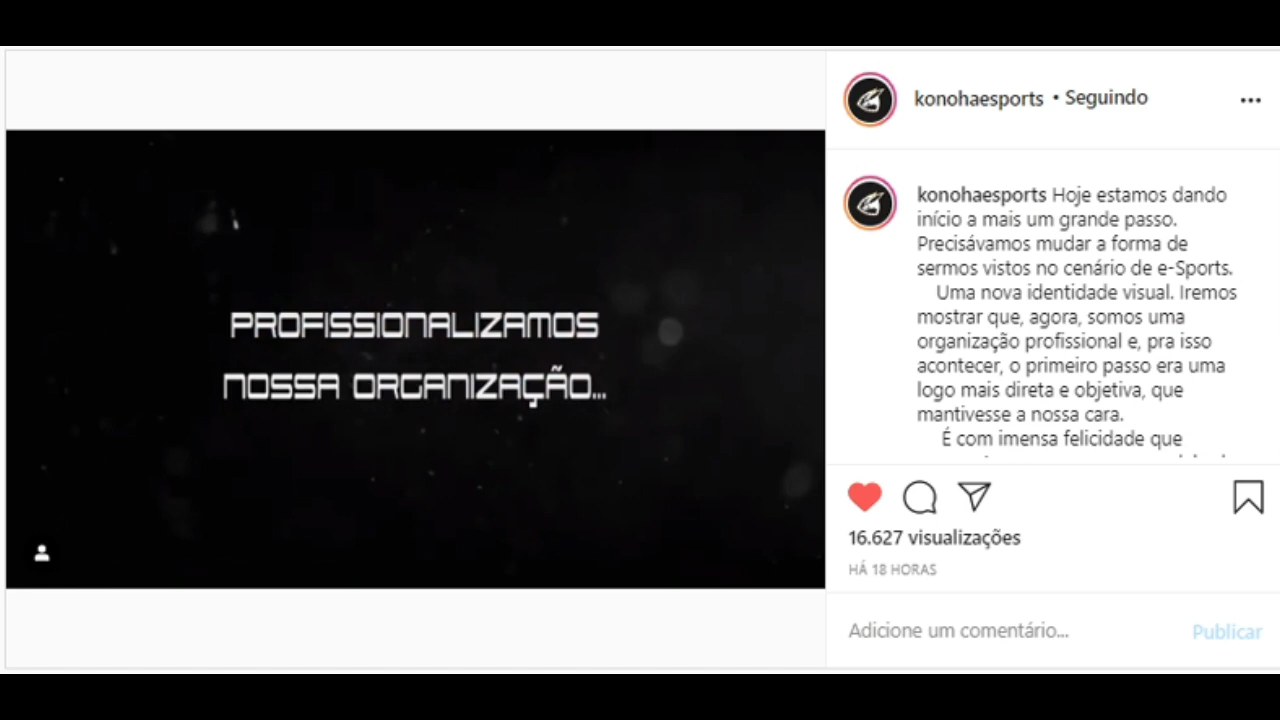 PROFISSIONALIZAMOS
NOSSA ORGANIZAÇÃO...
konohaesports • Seguindo
konohaesports Hoje estamos dando
início a mais um grande passo.
Precisávamos mudar a forma de
sermos vistos no cenário de e-Sports.
Uma nova identidade visual. Iremos
mostrar que, agora, somos uma
organização profissional e, pra isso
acontecer, o primeiro passo era uma
logo mais direta e objetiva, que
mantivesse a nossa cara.
É com imensa felicidade que
16.627 visualizações
HÁ 18 HORAS
Adicione um comentário...
Publicar